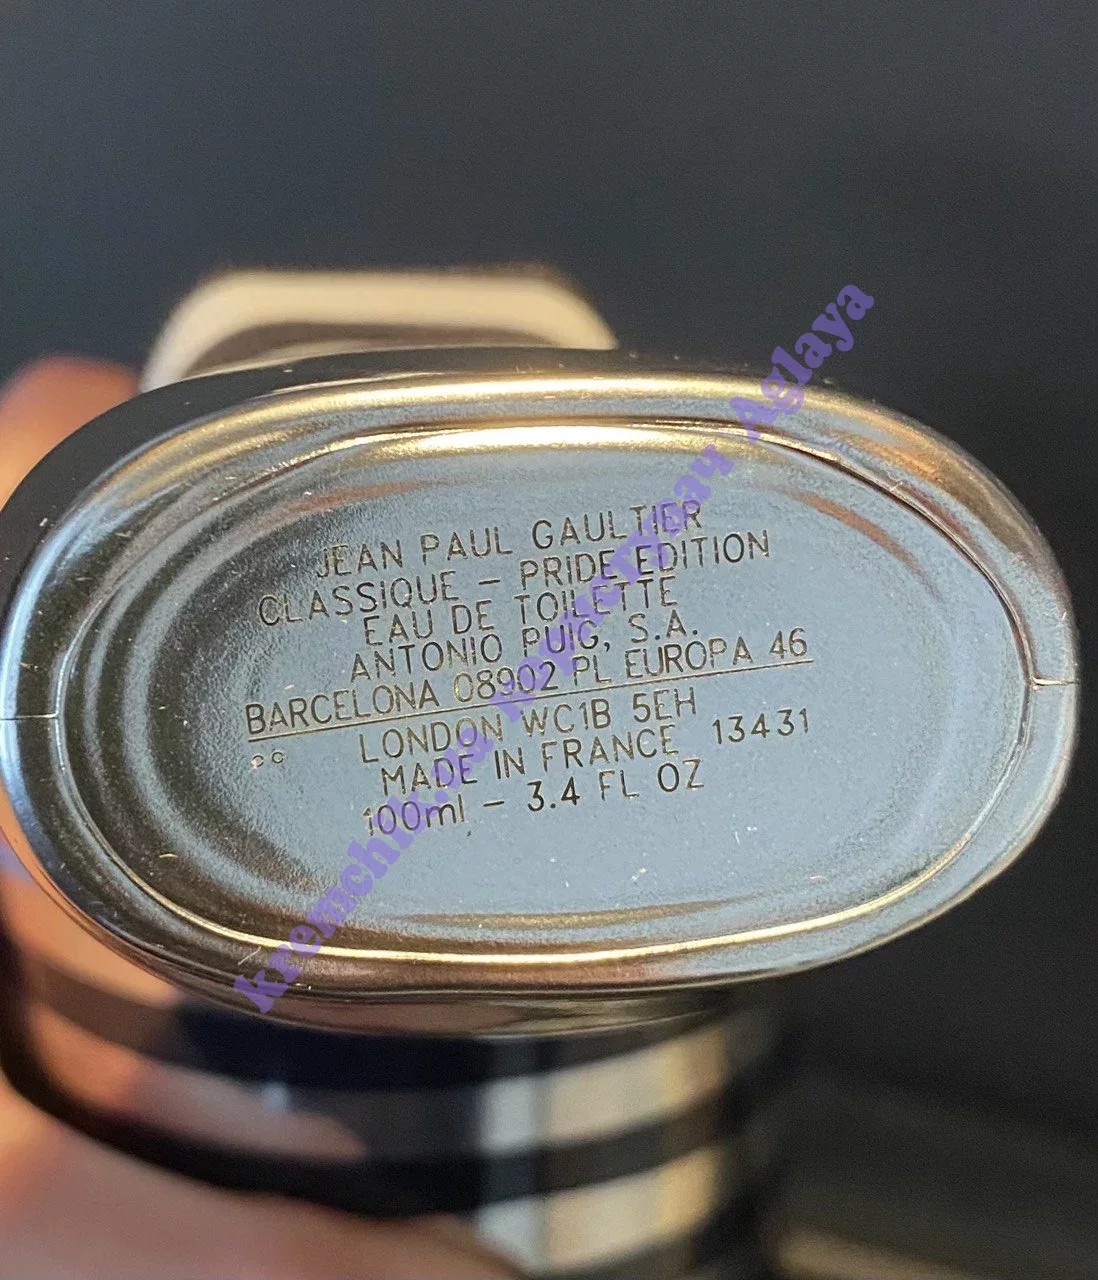 JEAN PAUL GAULTIER
CLASSIQUE – PRIDE EDITION
EAU DE TOILETTE
ANTONIO PUIG, S.A.
BARCELONA 08902 PL EUROPA 46
LONDON WC1B 5EH
MADE IN FRANCE 13431
100ml – 3.4 FL OZ
Aglaya